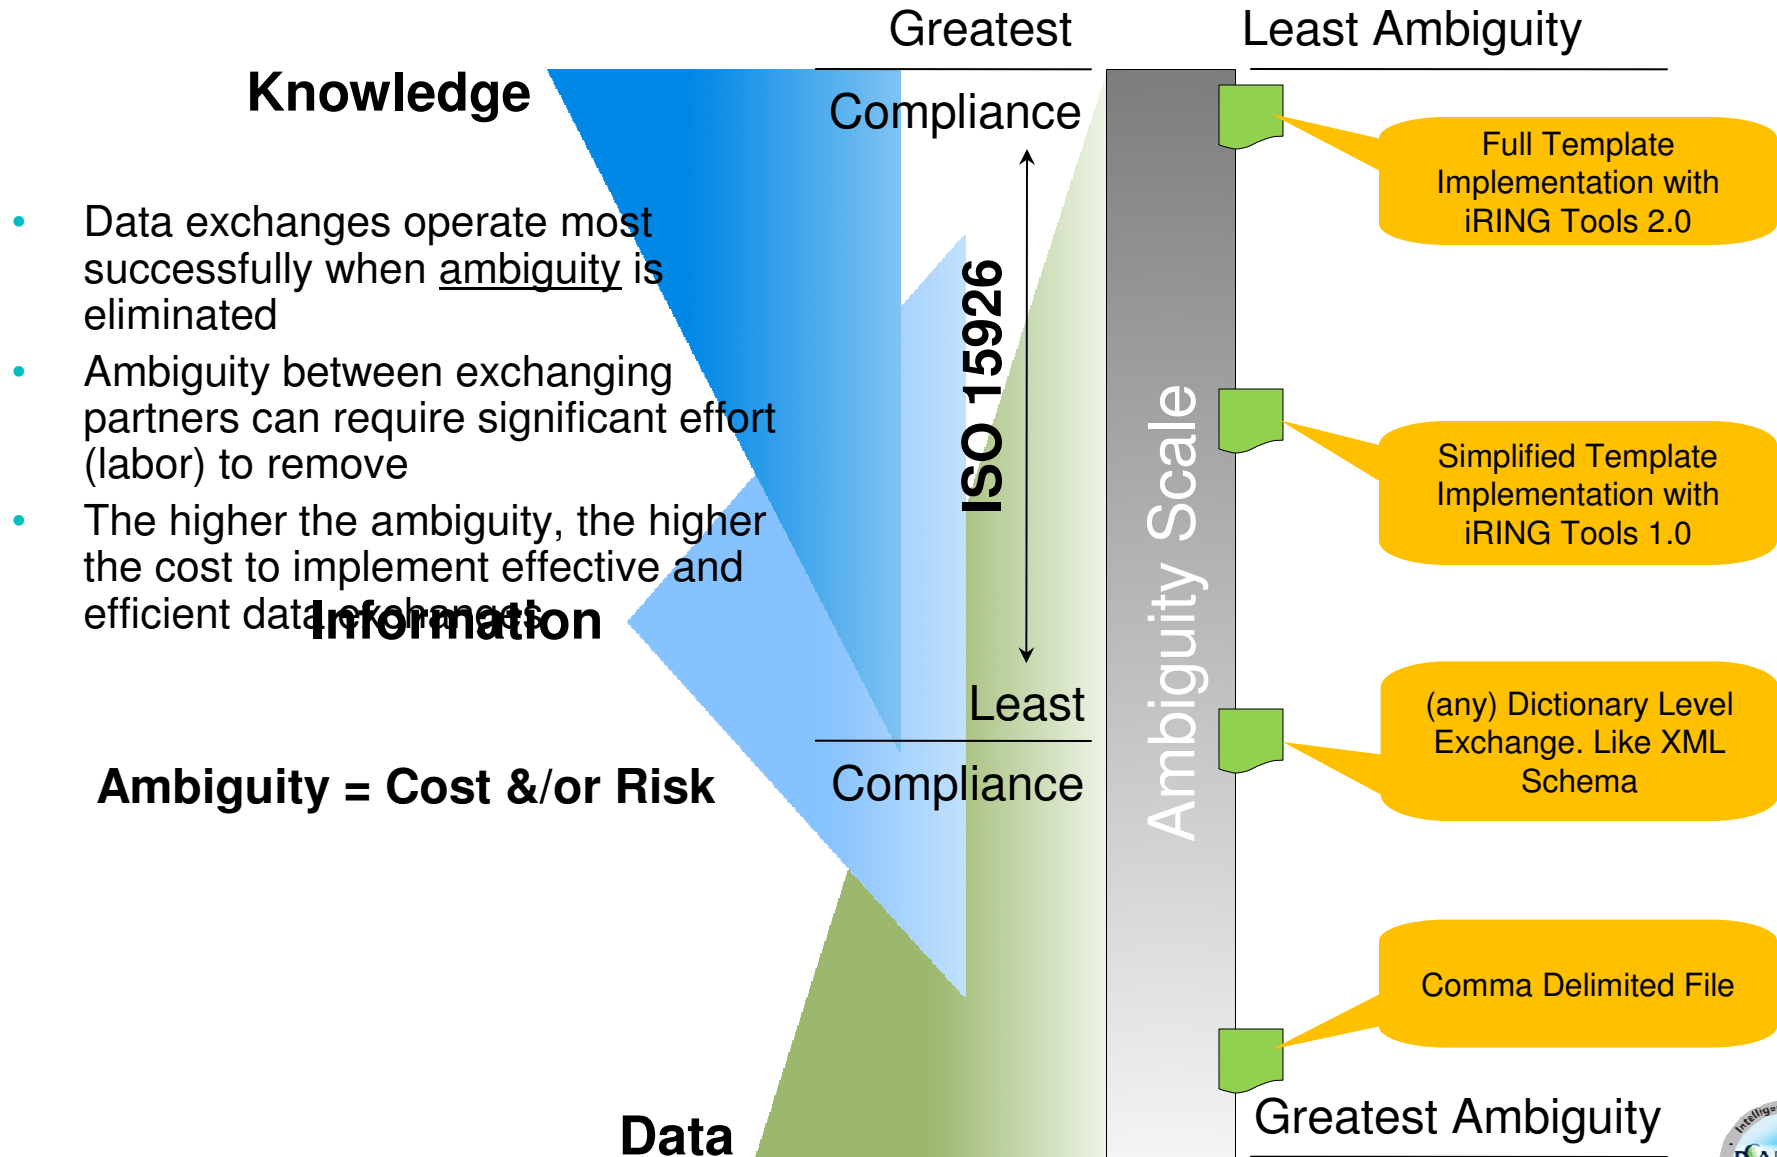 Greatest
Least Ambiguity
Knowledge
Compliance
Full Template
Implementation with
iRING Tools 2.0
• Data exchanges operate most
successfully when ambiguity is
eliminated
• Ambiguity between exchanging
partners can require significant effort
(labor) to remove
• The higher the ambiguity, the higher
the cost to implement effective and
efficient data exchanges
Information
ISO 15926
Ambiguity Scale
Simplified Template
Implementation with
iRING Tools 1.0
Least
Compliance
(any) Dictionary Level
Exchange. Like XML
Schema
Ambiguity = Cost &/or Risk
Comma Delimited File
Greatest Ambiguity
Data